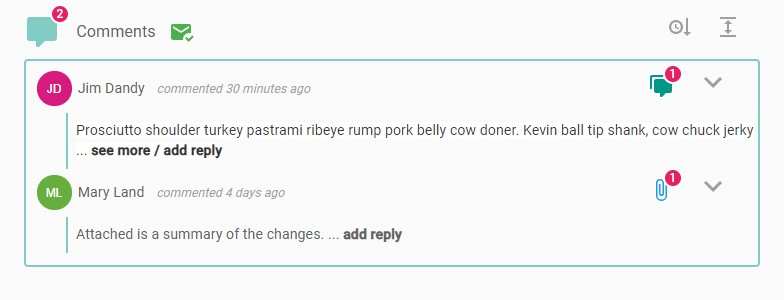 2
Comments
JD Jim Dandy commented 30 minutes ago 1
Prosciutto shoulder turkey pastrami ribeye rump pork belly cow doner. Kevin ball tip shank, cow chuck jerky
... see more / add reply
ML Mary Land commented 4 days ago 1
Attached is a summary of the changes. ... add reply